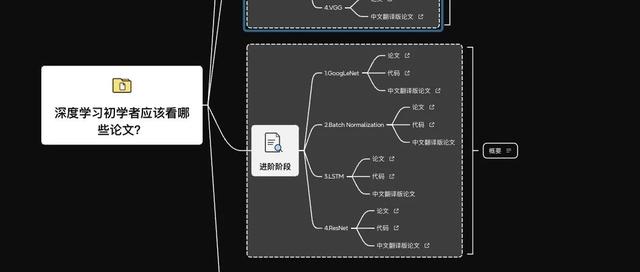 论文
4.VGG
中文翻译版论文
深度学习初学者应该看哪
些论文?
进阶阶段
1.GoogLeNet
论文
代码
中文翻译版论文
2.Batch Normalization
论文
代码
中文翻译版论文
3.LSTM
论文
代码
中文翻译版论文
4.ResNet
论文
代码
中文翻译版论文
概要